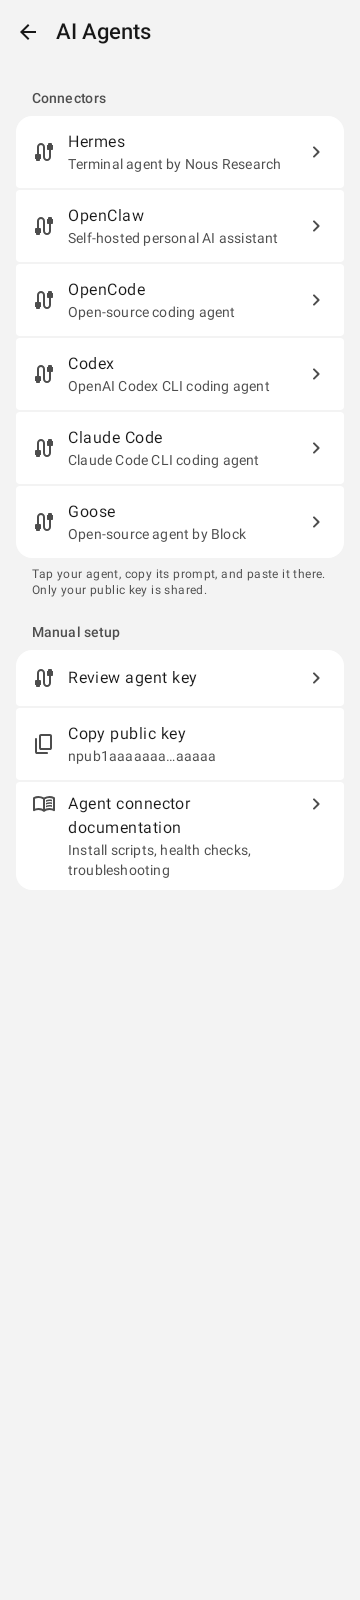 AI Agents
Connectors
Hermes
Terminal agent by Nous Research
OpenClaw
Self-hosted personal AI assistant
OpenCode
Open-source coding agent
Codex
OpenAI Codex CLI coding agent
Claude Code
Claude Code CLI coding agent
Goose
Open-source agent by Block
Tap your agent, copy its prompt, and paste it there.
Only your public key is shared.
Manual setup
Review agent key
Copy public key
npub1aaaaaaa…aaaaa
Agent connector
documentation
Install scripts, health checks,
troubleshooting